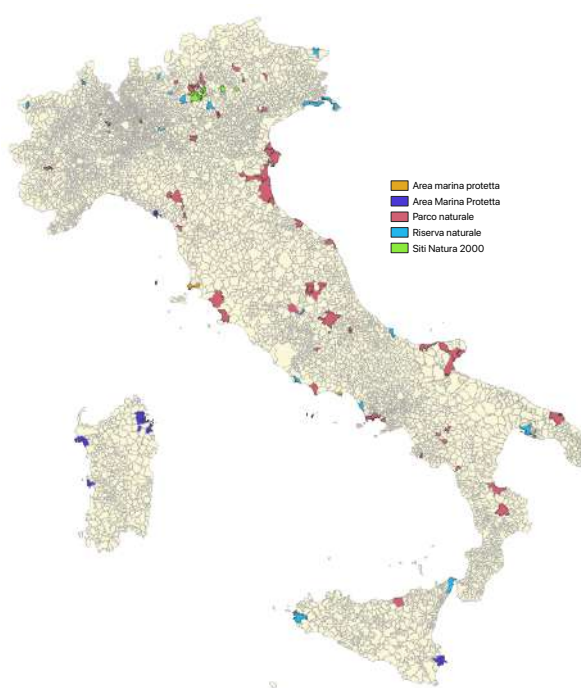 Area marina protetta
Area Marina Protetta
Parco naturale
Riserva naturale
Siti Natura 2000